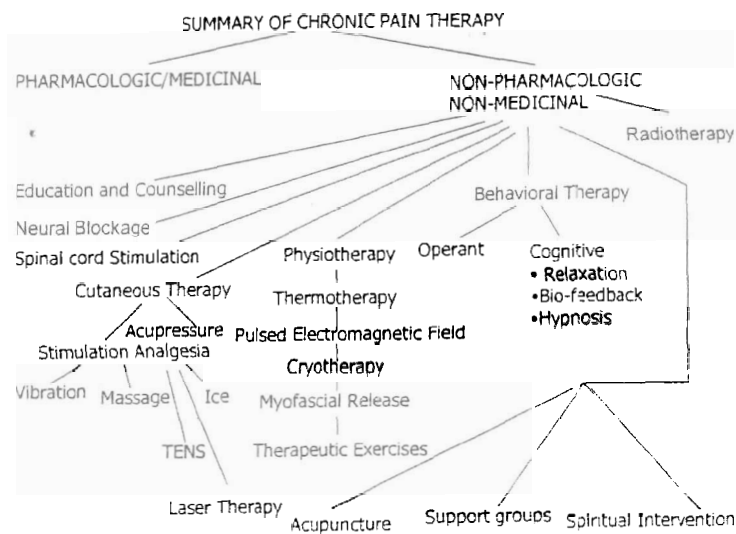 SUMMARY OF CHRONIC PAIN THERAPY
PHARMACOLOGIC/MEDICINAL
NON-PHARMACOLOGIC
NON-MEDICINAL
Radiotherapy
Education and Counselling
Behavioral Therapy
Neural Blockage
Spinal cord Stimulation
Physiotherapy
Operant
Cognitive
• Relaxation
•Bio-feedback
•Hypnosis
Cutaneous Therapy
Thermotherapy
Acupressure
Pulsed Electromagnetic Field
Stimulation Analgesia
Cryotherapy
Vibration
Massage
Ice
Myofascial Release
TENS
Therapeutic Exercises
Laser Therapy
Acupuncture
Support groups
Spiritual Intervention